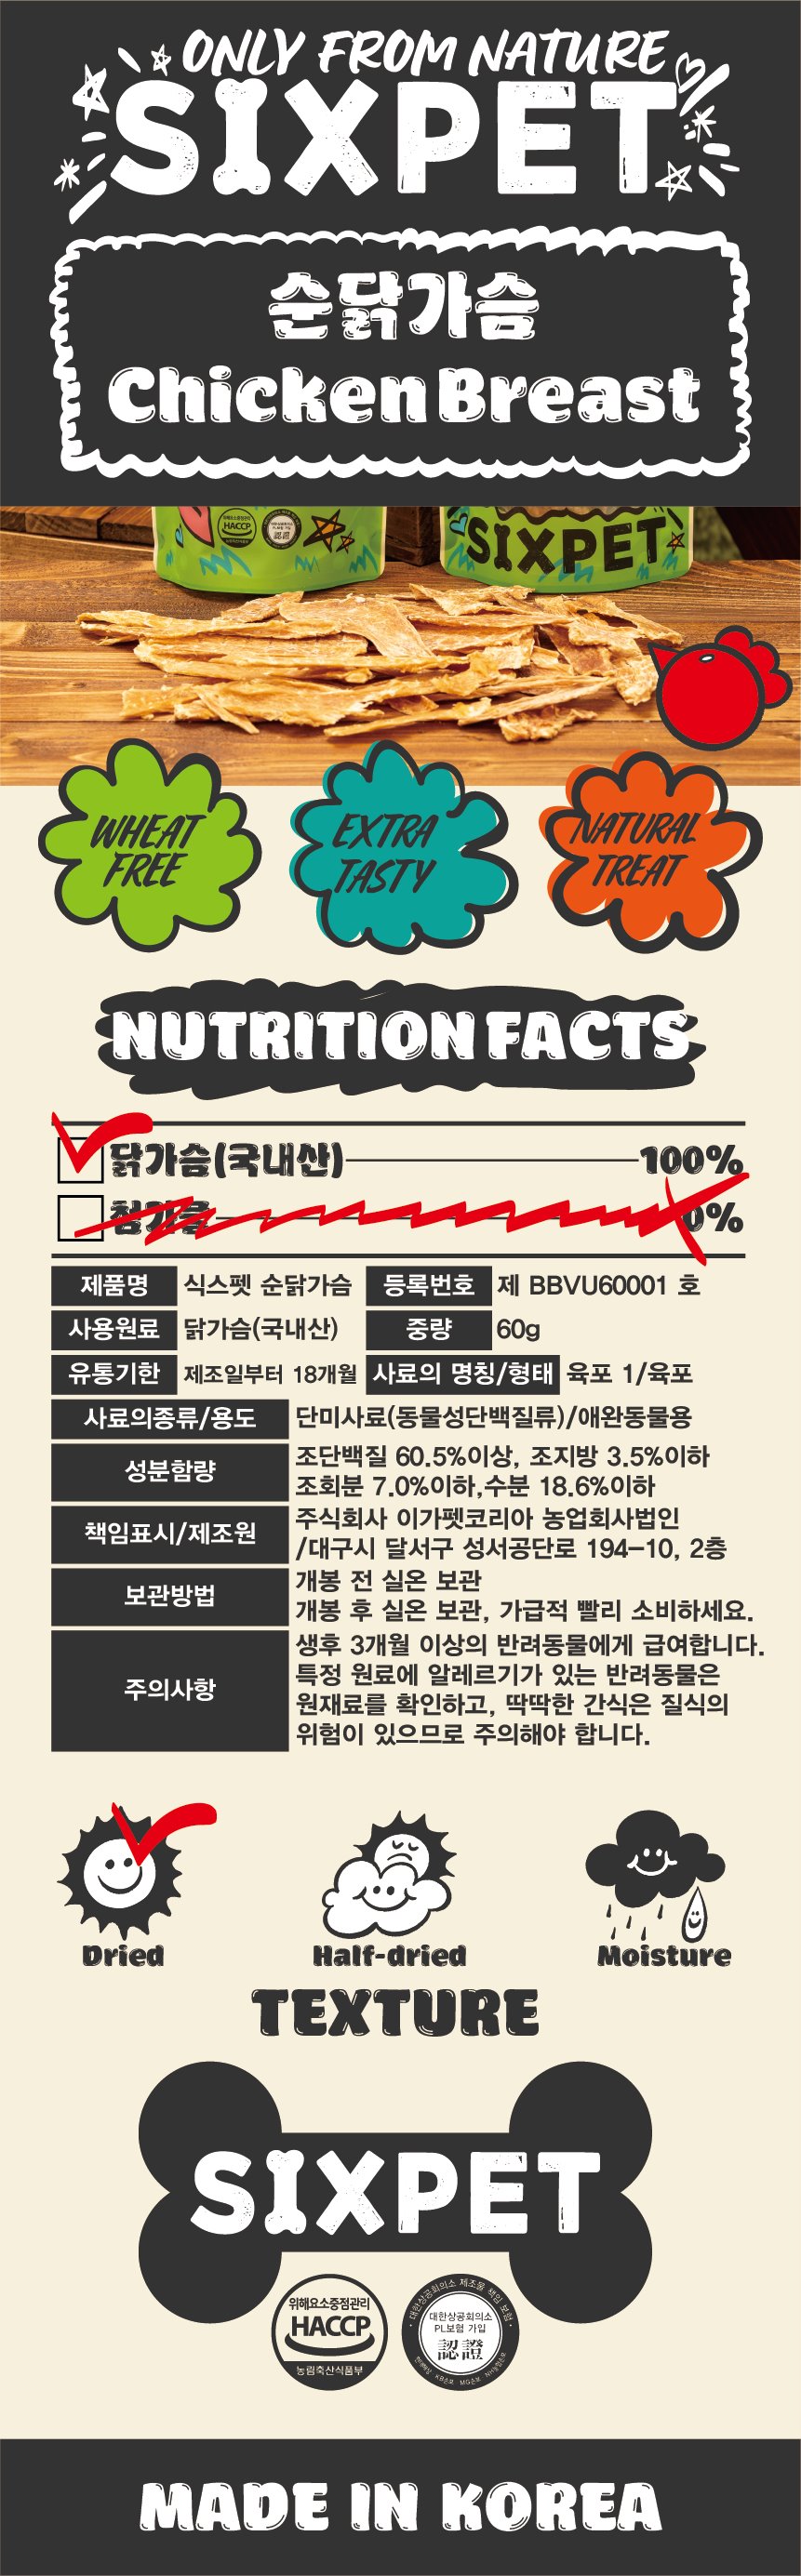 ONLY FROM NATURE
SIXPET
순닭가슴
Chicken Breast
HACCP
SIXPET
WHEAT
FREE
EXTRA
TASTY
NATURAL
TREAT
NUTRITION FACTS
닭가슴(국내산) 100%
첨가물 0%
제품명 식스펫 순닭가슴 등록번호 제 BBVU60001 호
사용원료 닭가슴(국내산) 중량 60g
유통기한 제조일부터 18개월 사료의 명칭/형태 육포 1/육포
사료의종류/용도 단미사료(동물성단백질류)/애완동물용
성분함량 조단백질 60.5%이상, 조지방 3.5%이하
조회분 7.0%이하,수분 18.6%이하
책임표시/제조원 주식회사 이가펫코리아 농업회사법인
/대구시 달서구 성서공단로 194-10, 2층
보관방법 개봉 전 실온 보관
개봉 후 실온 보관, 가급적 빨리 소비하세요.
주의사항 생후 3개월 이상의 반려동물에게 급여합니다.
특정 원료에 알레르기가 있는 반려동물은
원재료를 확인하고, 딱딱한 간식은 질식의
위험이 있으므로 주의해야 합니다.
Dried Half-dried Moisture
TEXTURE
SIXPET
위해요소중점관리
HACCP
농림축산식품부
대한상공회의소 제조물 책임 보험
대한상공회의소
PL보험 가입
認證
MADE IN KOREA